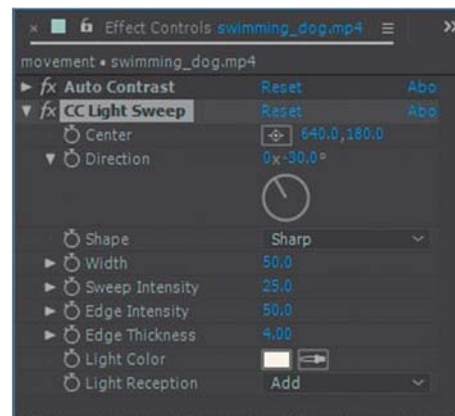 Effect Controls swimming_dog.mp4
movement • swimming_dog.mp4
fx Auto Contrast Reset Abo
fx CC Light Sweep Reset Abo
Center 640.0,180.0
Direction 0x-30.0°
Shape Sharp
Width 50.0
Sweep Intensity 25.0
Edge Intensity 50.0
Edge Thickness 4.00
Light Color
Light Reception Add